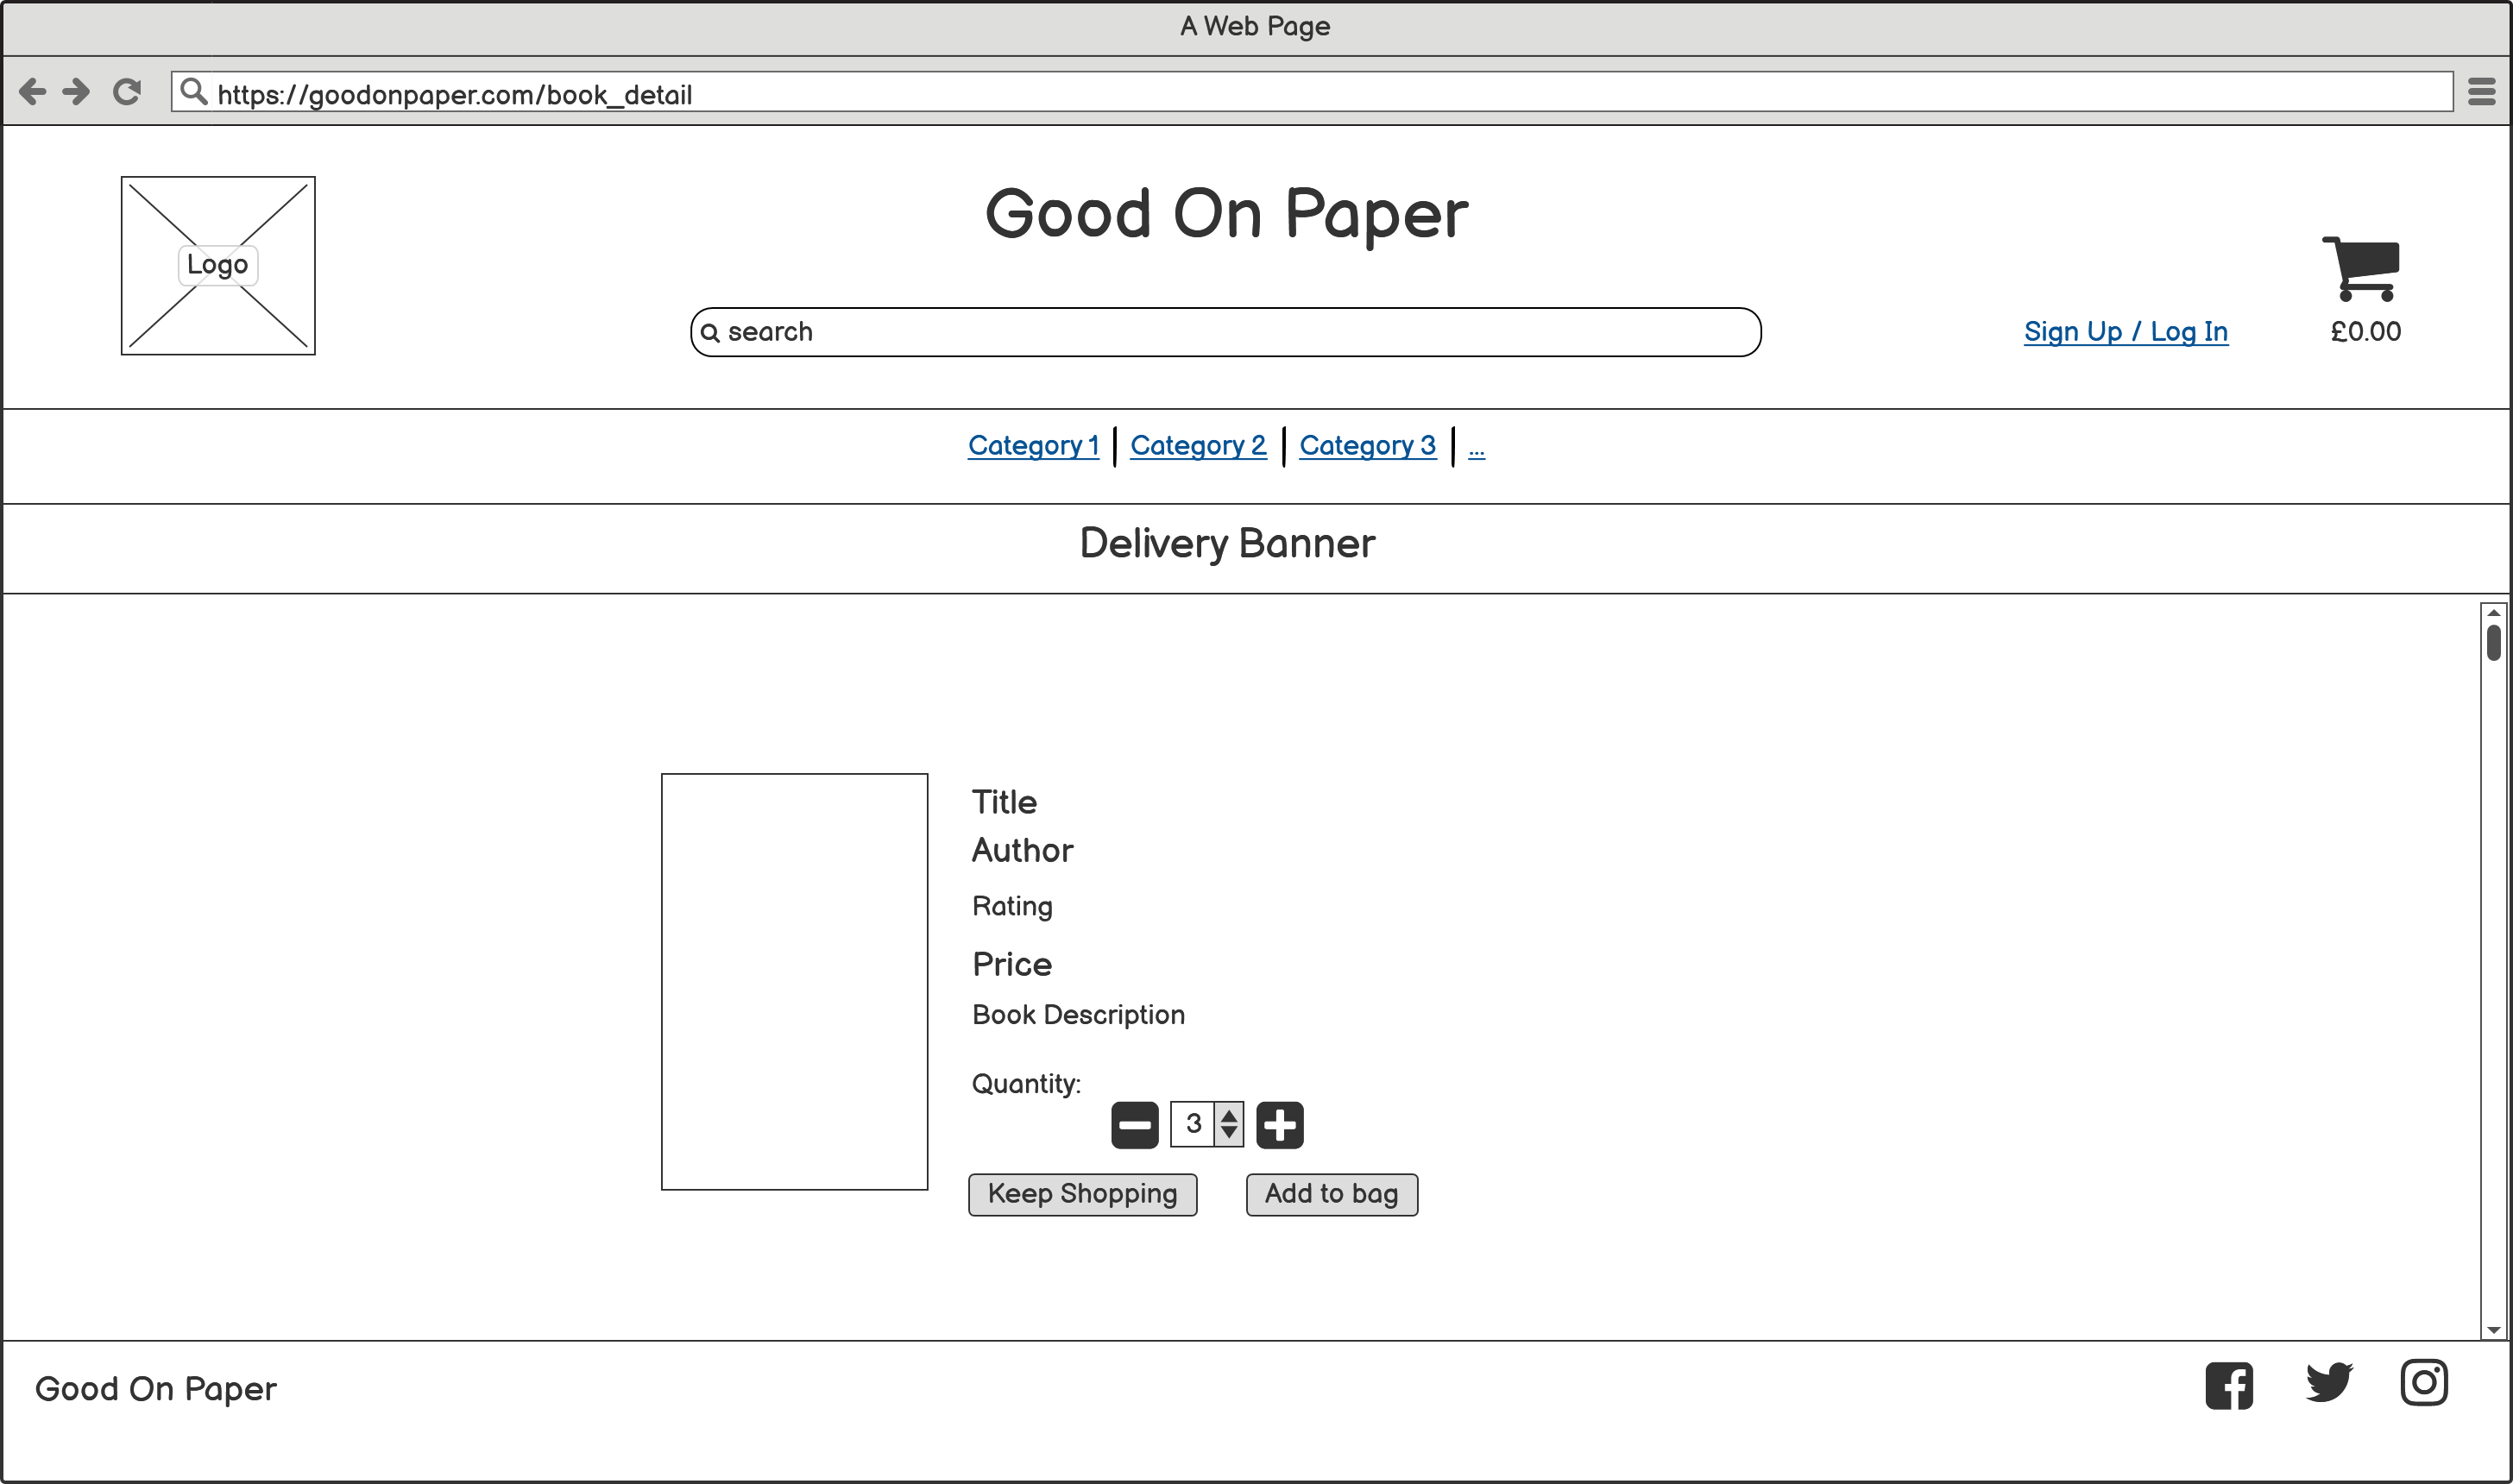 A Web Page
https://goodonpaper.com/book_detail
Good On Paper
Logo
search
Sign Up / Log In
£0.00
Category 1 | Category 2 | Category 3 | ...
Delivery Banner
Title
Author
Rating
Price
Book Description
Quantity:
3
Keep Shopping
Add to bag
Good On Paper